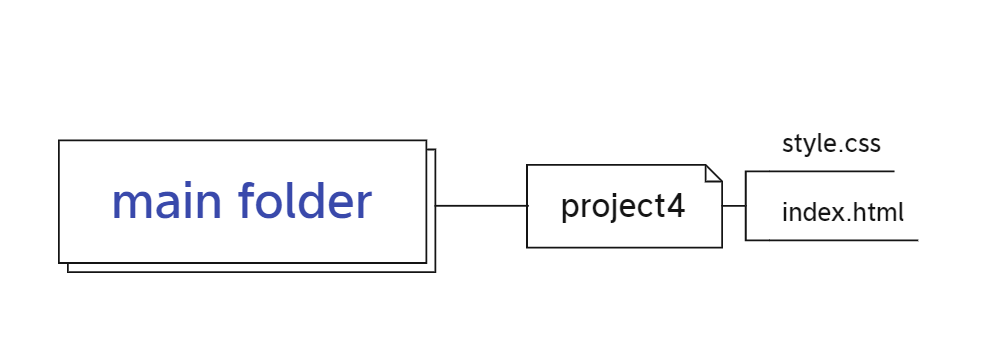 main folder
project4
style.css
index.html